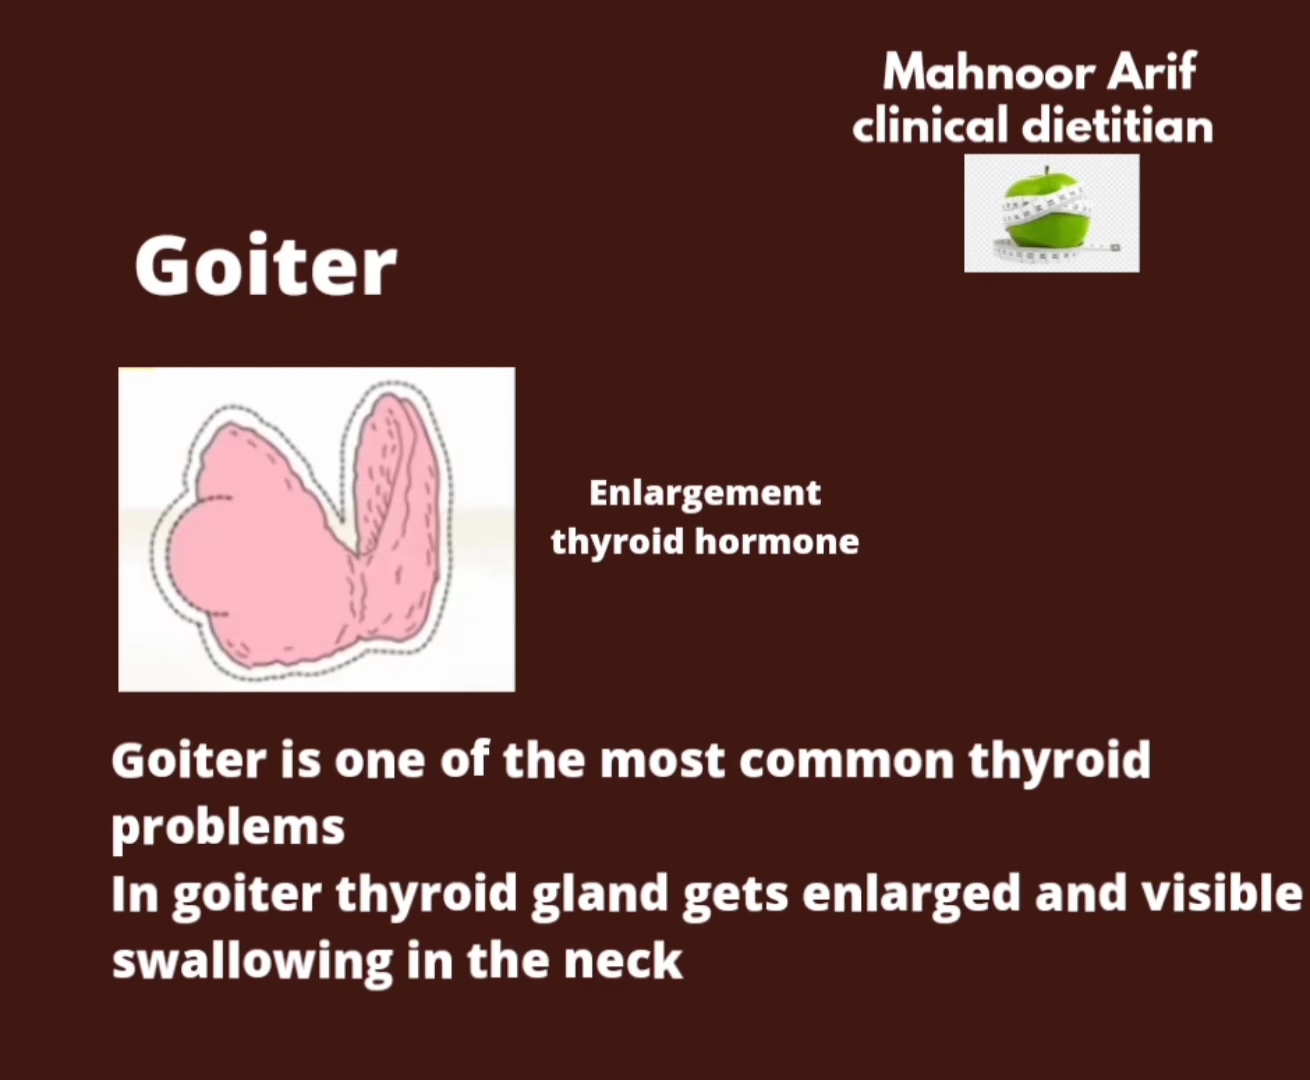 Mahnoor Arif
clinical dietitian
Goiter
Enlargement
thyroid hormone
Goiter is one of the most common thyroid
problems
In goiter thyroid gland gets enlarged and visible
swallowing in the neck